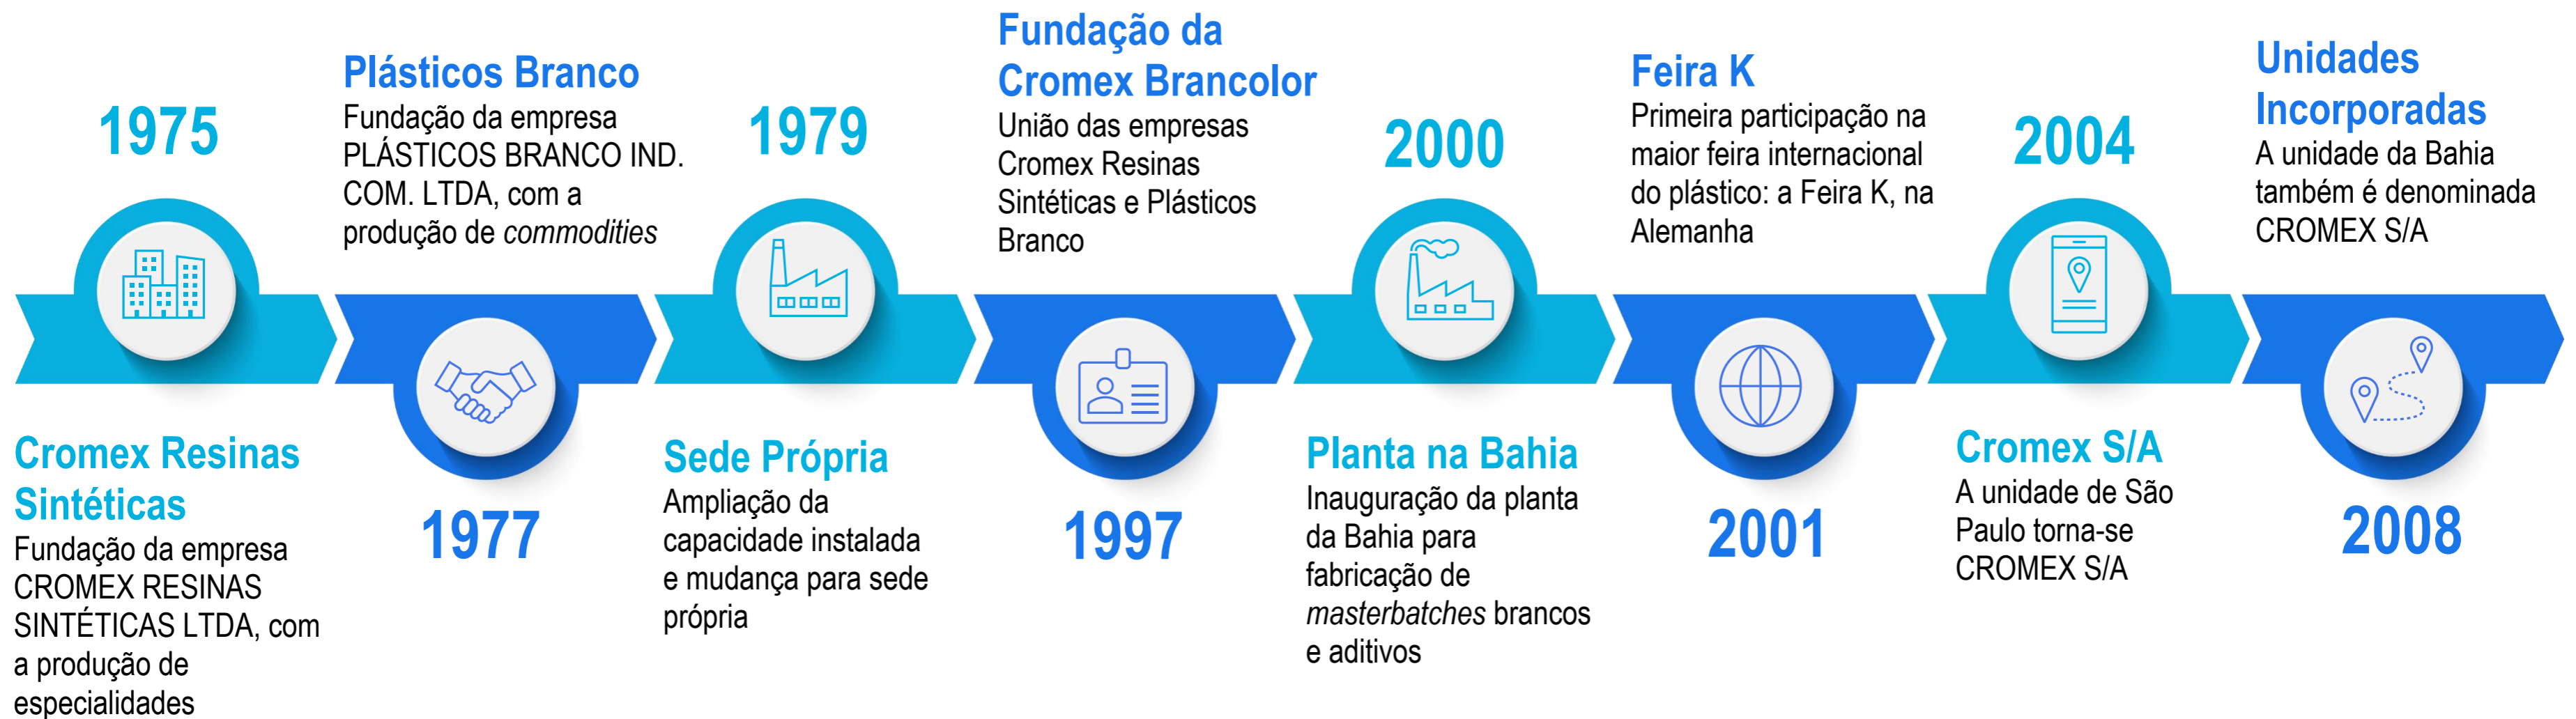 1975
Cromex Resinas
Sintéticas
Fundação da empresa
CROMEX RESINAS
SINTÉTICAS LTDA, com
a produção de
especialidades
Plásticos Branco
Fundação da empresa
PLÁSTICOS BRANCO IND.
COM. LTDA, com a
produção de commodities
1977
1979
Sede Própria
Ampliação da
capacidade instalada
e mudança para sede
própria
Fundação da
Cromex Brancolor
União das empresas
Cromex Resinas
Sintéticas e Plásticos
Branco
1997
2000
Planta na Bahia
Inauguração da planta
da Bahia para
fabricação de
masterbatches brancos
e aditivos
Feira K
Primeira participação na
maior feira internacional
do plástico: a Feira K, na
Alemanha
2001
2004
Cromex S/A
A unidade de São
Paulo torna-se
CROMEX S/A
Unidades
Incorporadas
A unidade da Bahia
também é denominada
CROMEX S/A
2008